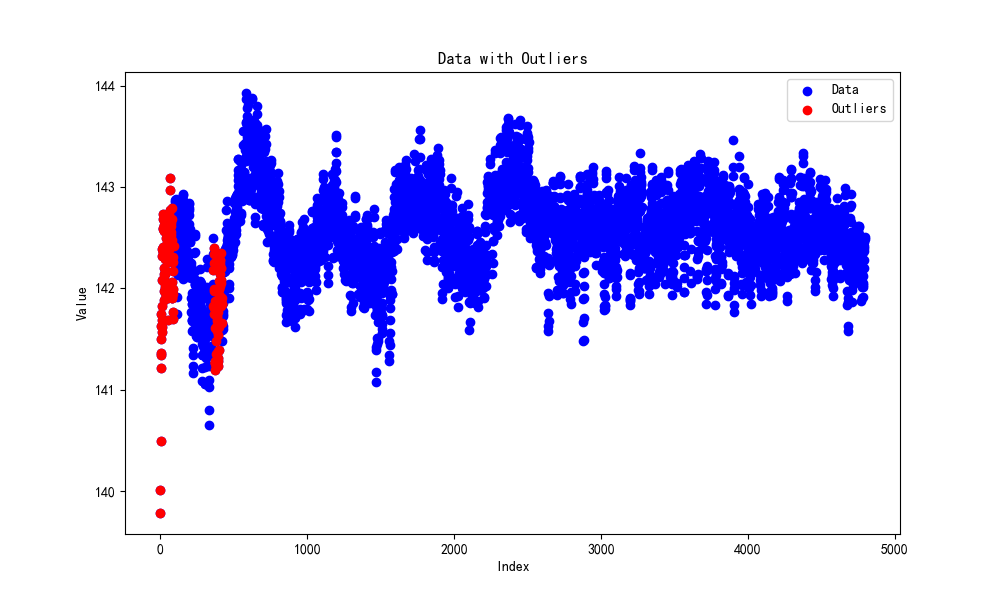 Data with Outliers
Data
Outliers
144
143
142
141
140
Value
0
1000
2000
3000
4000
5000
Index